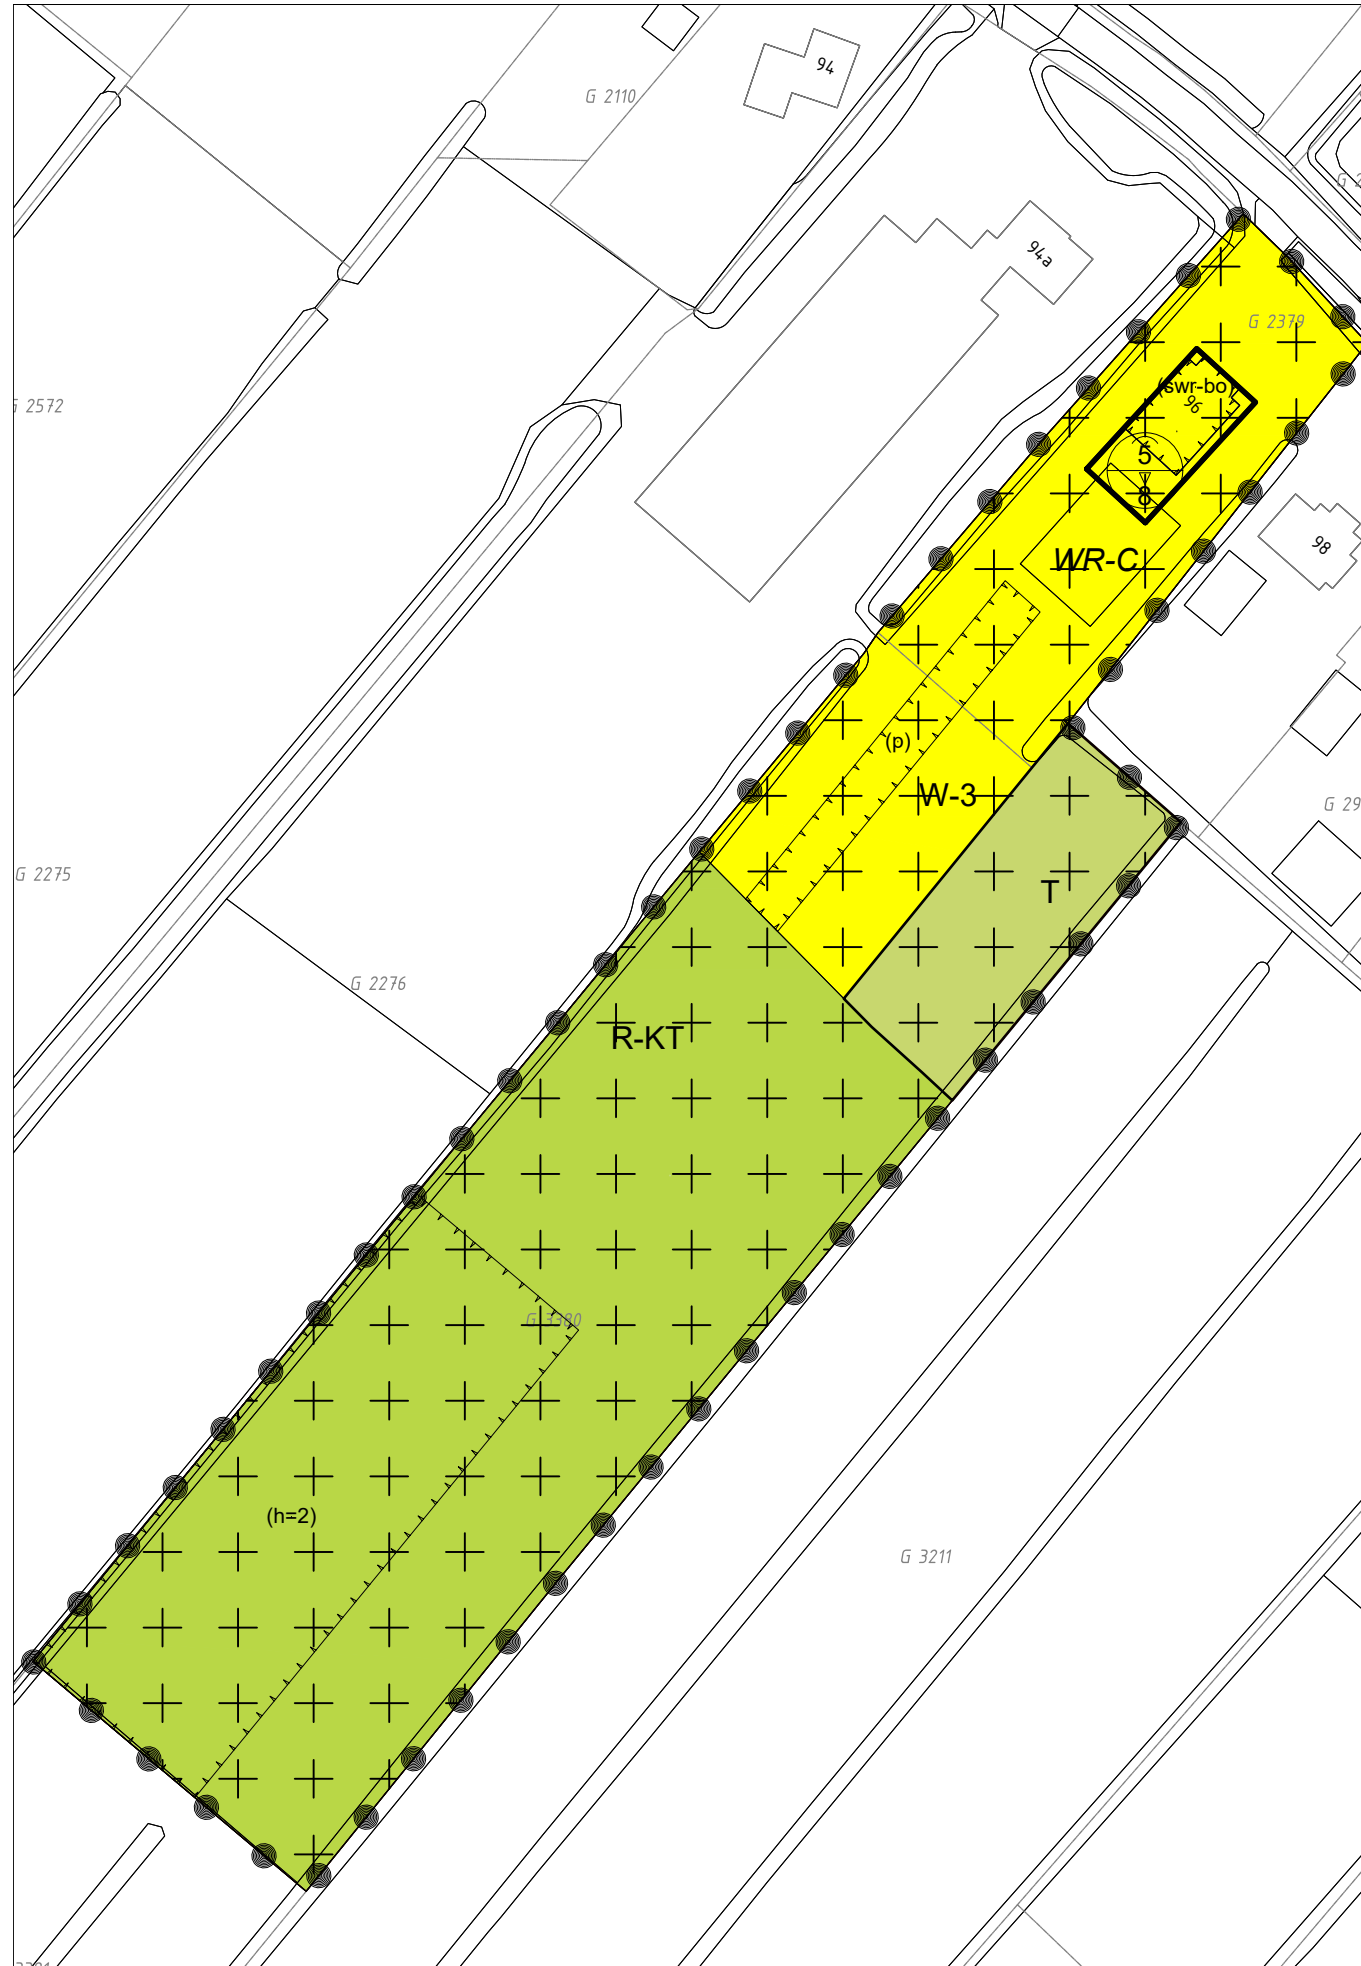 94
G 2110
94a
G 2379
G 2572
(swr-bo)
96
5
8
98
WR-C
(p)
W-3
G 29
G 2275
T
G 2276
R-KT
G 3380
(h=2)
G 3211